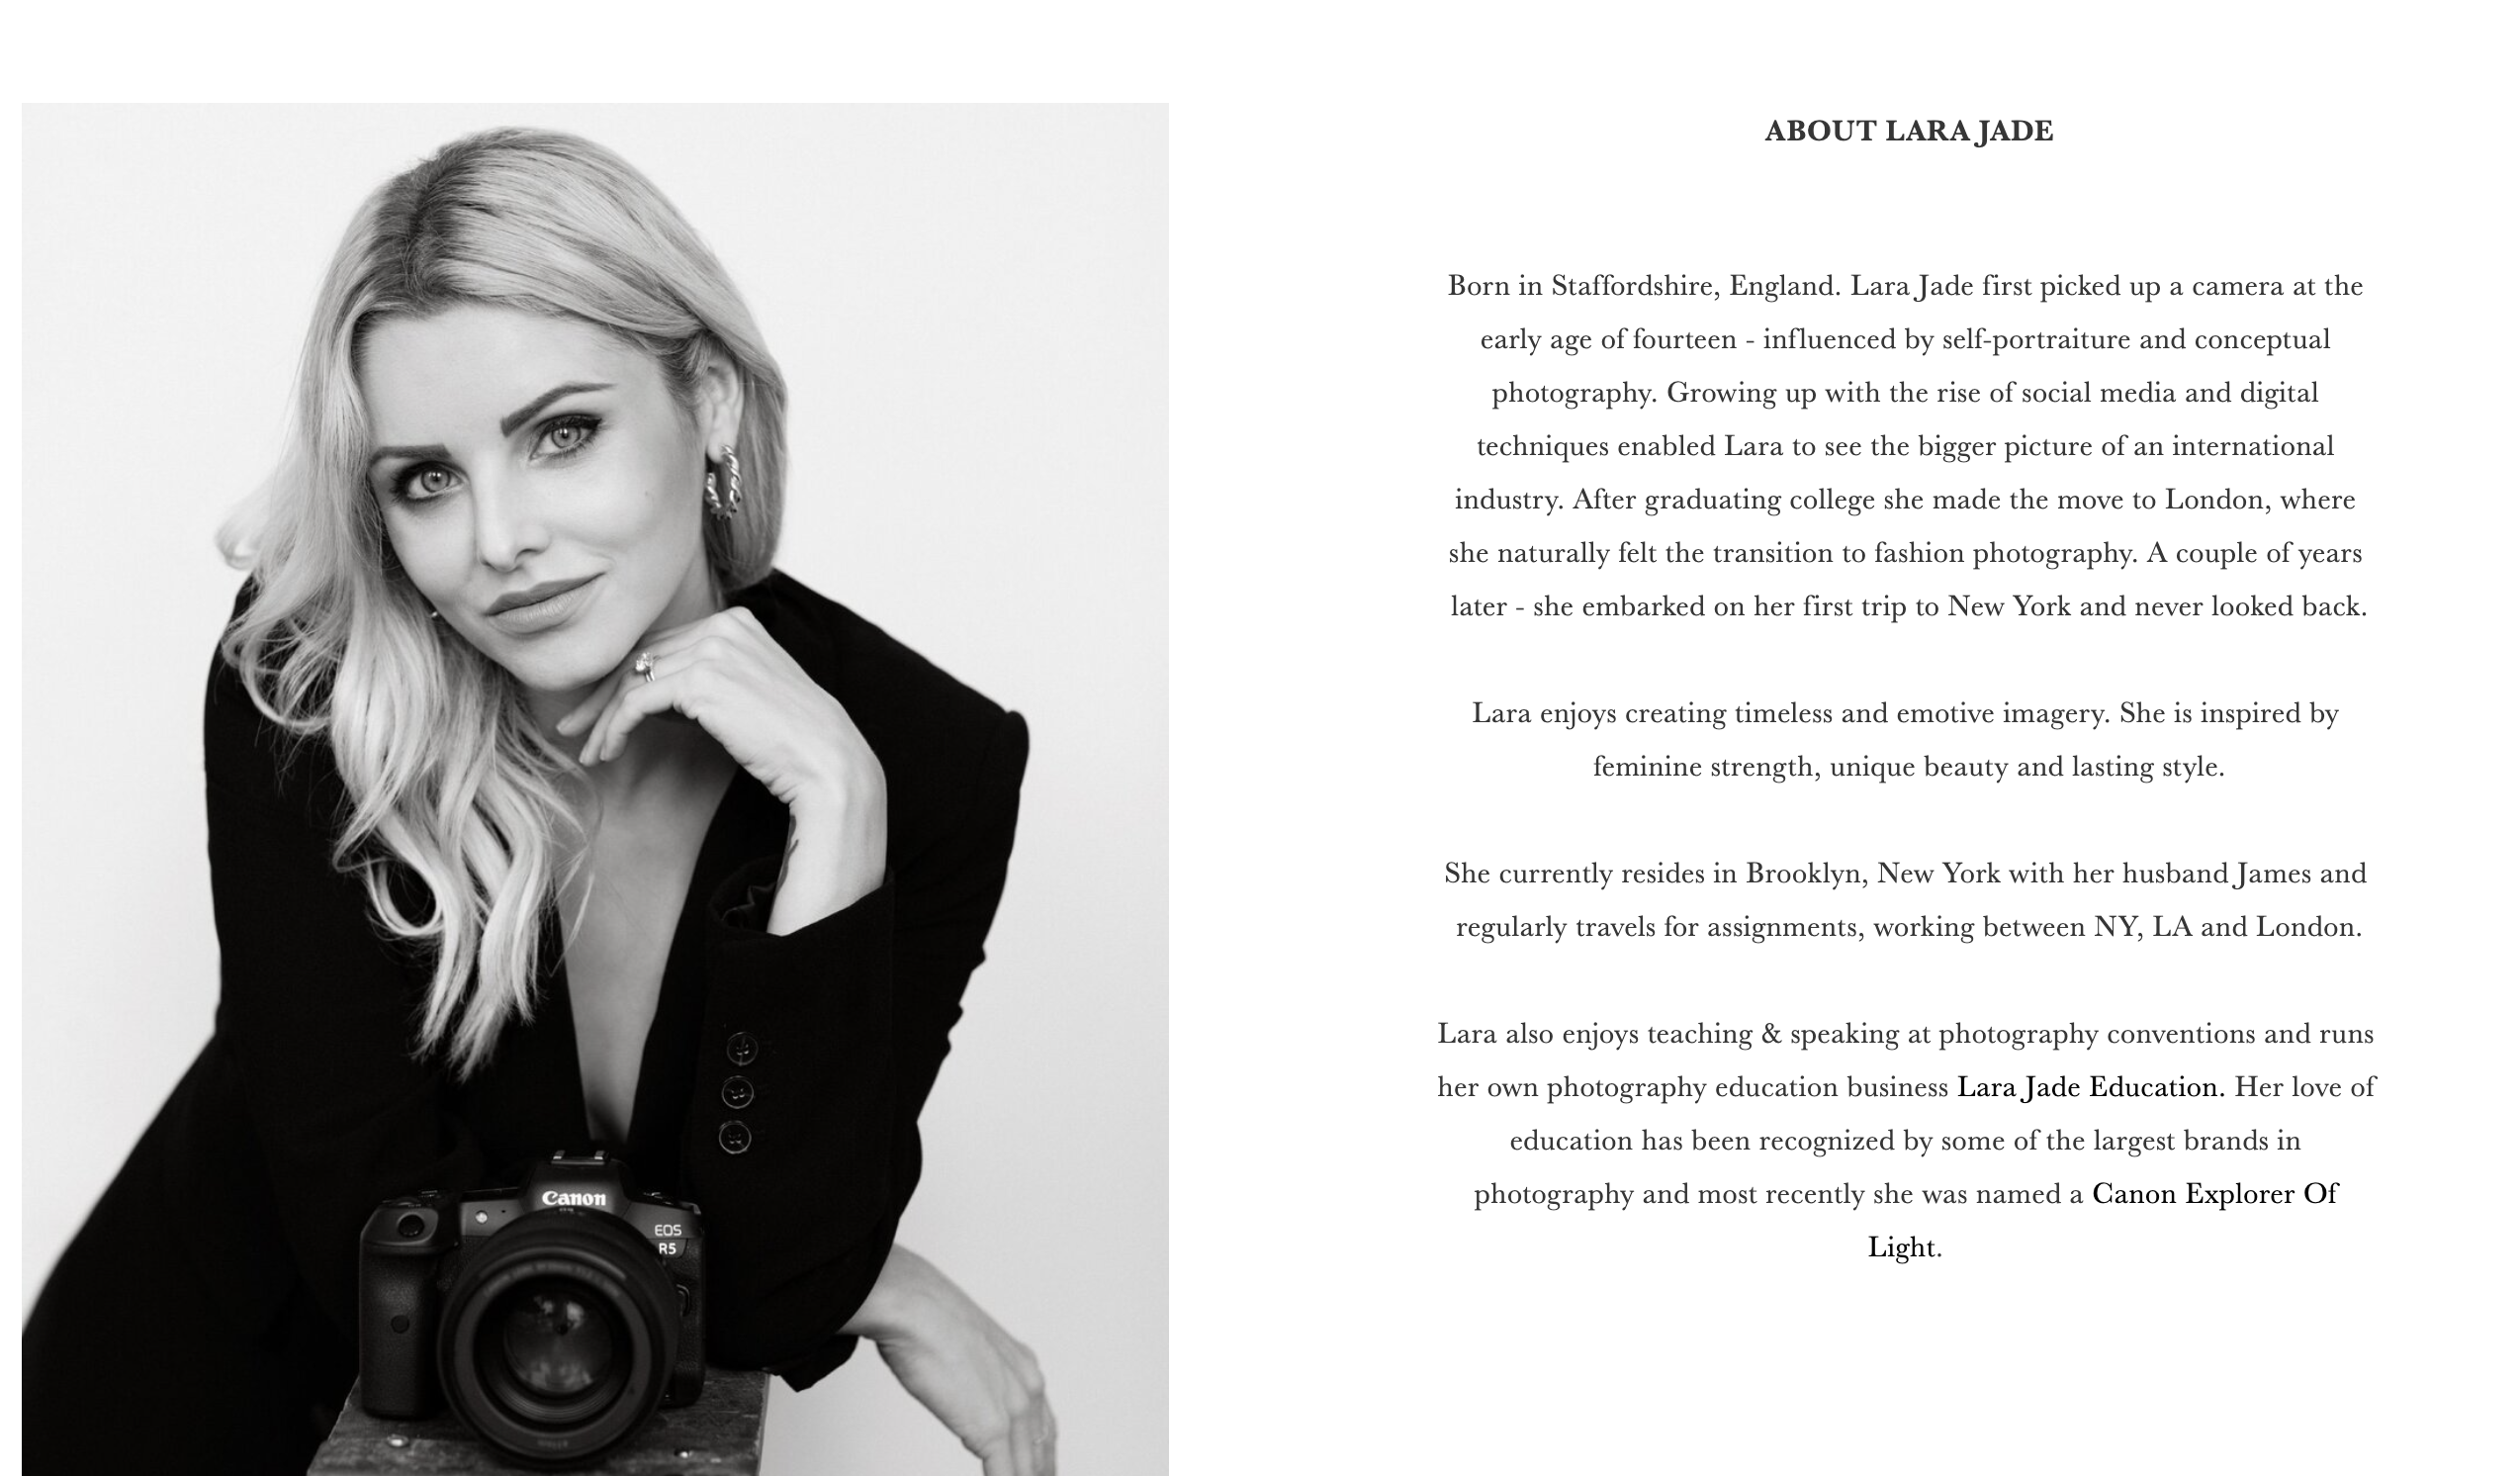 ABOUT LARA JADE
Born in Staffordshire, England. Lara Jade first picked up a camera at the
early age of fourteen - influenced by self-portraiture and conceptual
photography. Growing up with the rise of social media and digital
techniques enabled Lara to see the bigger picture of an international
industry. After graduating college she made the move to London, where
she naturally felt the transition to fashion photography. A couple of years
later - she embarked on her first trip to New York and never looked back.
Lara enjoys creating timeless and emotive imagery. She is inspired by
feminine strength, unique beauty and lasting style.
She currently resides in Brooklyn, New York with her husband James and
regularly travels for assignments, working between NY, LA and London.
Lara also enjoys teaching & speaking at photography conventions and runs
her own photography education business Lara Jade Education. Her love of
education has been recognized by some of the largest brands in
photography and most recently she was named a Canon Explorer Of
Light.
Canon
EOS
R5